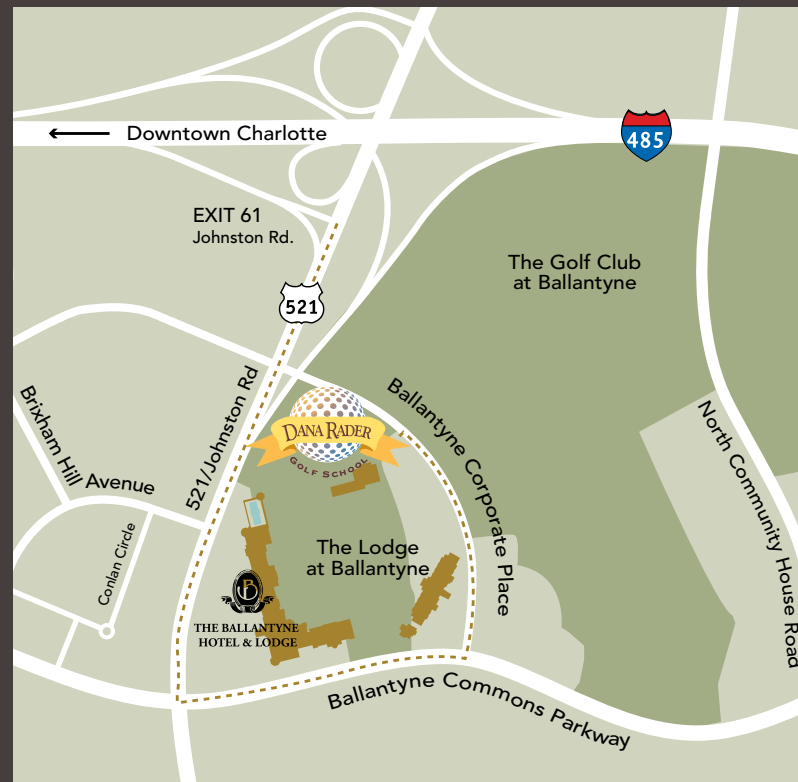 Downtown Charlotte
485
EXIT 61
Johnston Rd.
The Golf Club
at Ballantyne
521
Brixham Hill Avenue
521/Johnston Rd
Ballantyne Corporate Place
North Community House Road
DANA RADER
GOLF SCHOOL
Conlan Circle
The Lodge
at Ballantyne
B
THE BALLANTYNE
HOTEL & LODGE
Ballantyne Commons Parkway